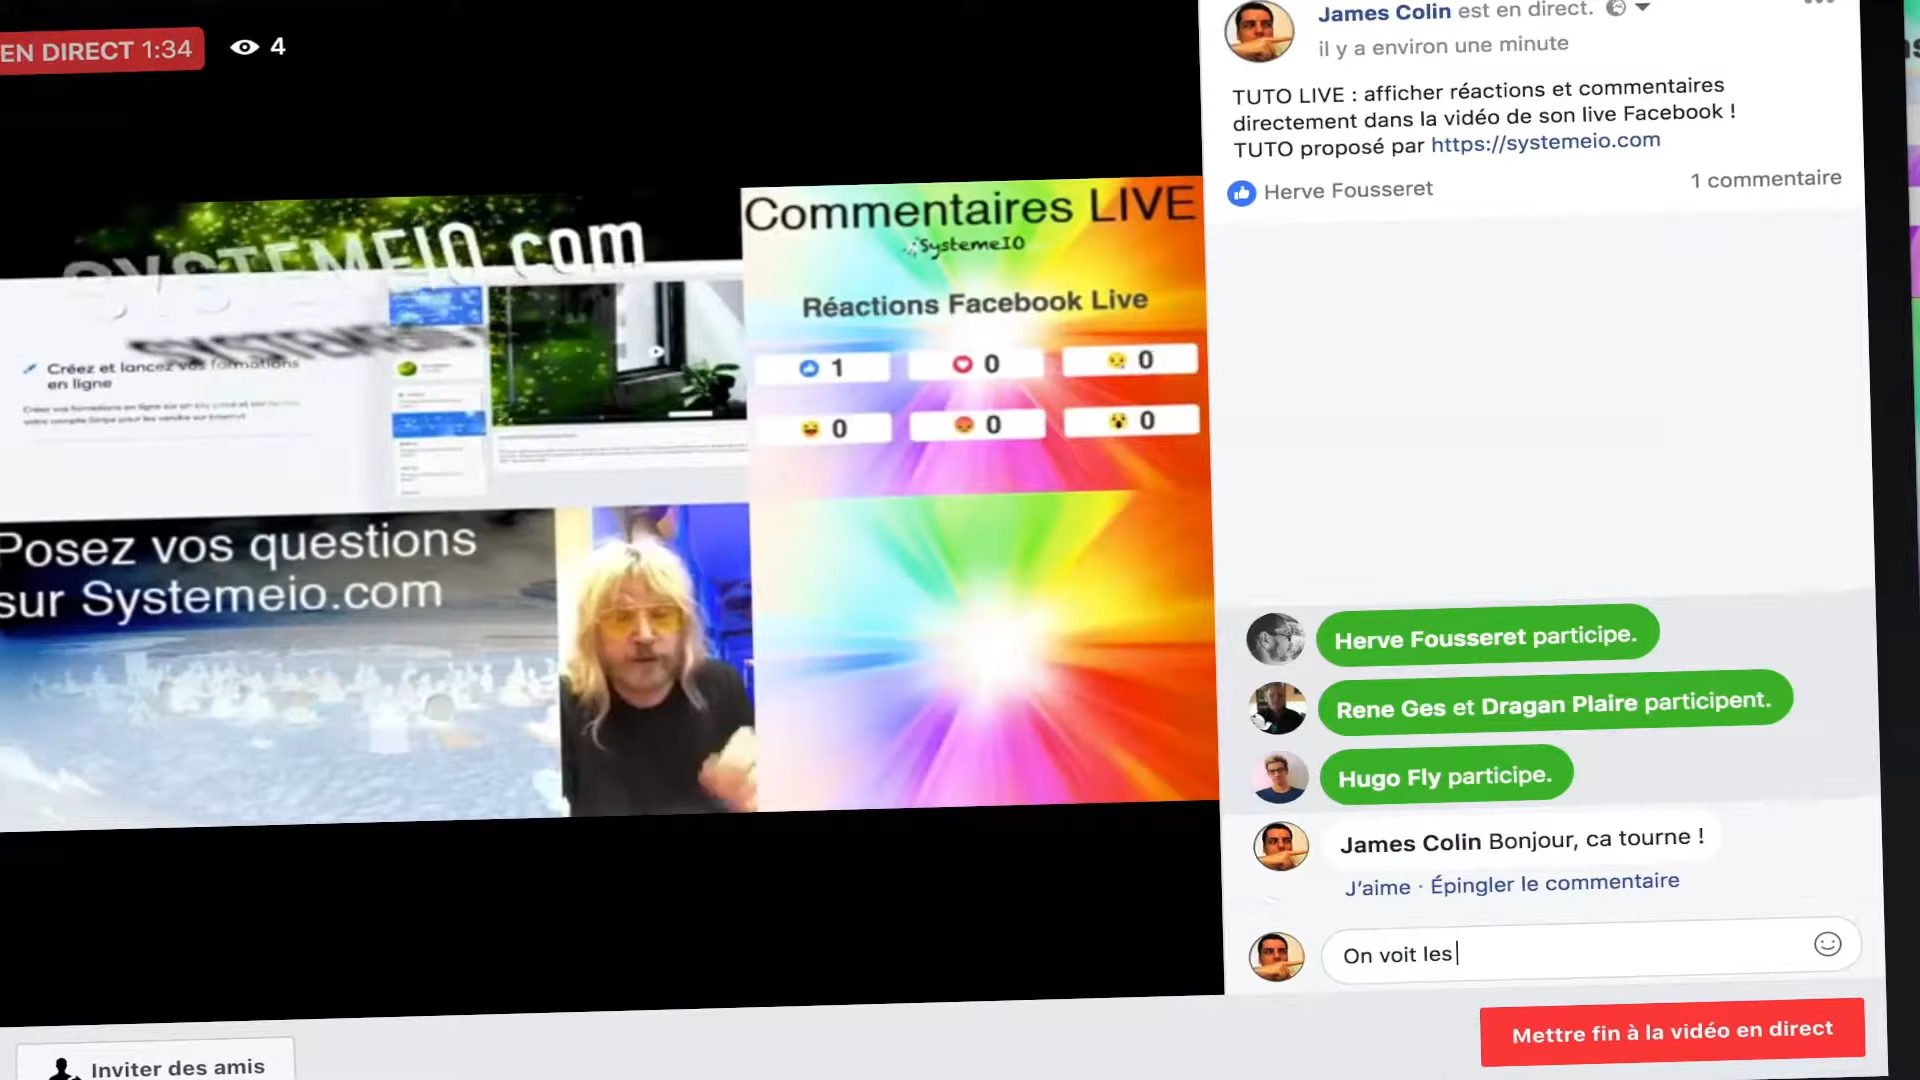 EN DIRECT 1:34
4
SYSTEMEIO.com
Créez et lancez vos formations
en ligne
Posez vos questions
sur Systemeio.com
Commentaires LIVE
SystemeIO
Réactions Facebook Live
1
0
0
0
0
0
James Colin est en direct.
il y a environ une minute
TUTO LIVE : afficher réactions et commentaires
directement dans la vidéo de son live Facebook !
TUTO proposé par https://systemeio.com
Herve Fousseret
1 commentaire
Herve Fousseret participe.
Rene Ges et Dragan Plaire participent.
Hugo Fly participe.
James Colin Bonjour, ca tourne !
J'aime · Épingler le commentaire
On voit les
Mettre fin à la vidéo en direct
Inviter des amis